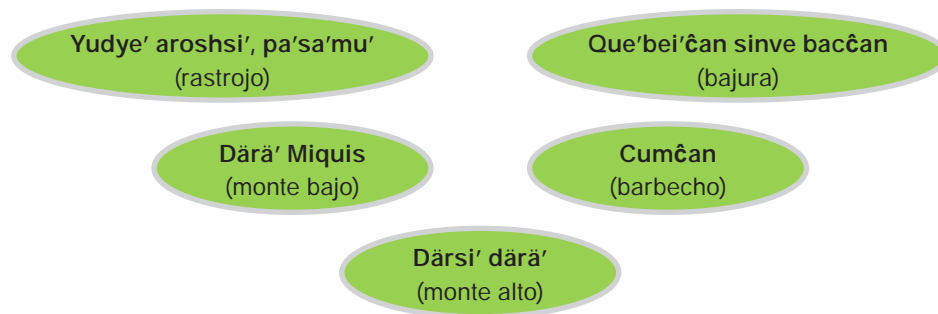 Yudye' aroshsi', pa'sa'mu'
(rastrojo)
Que'bei'ĉan sinve bacĉan
(bajura)
Därä' Miquis
(monte bajo)
Cumĉan
(barbecho)
Därsi' därä'
(monte alto)